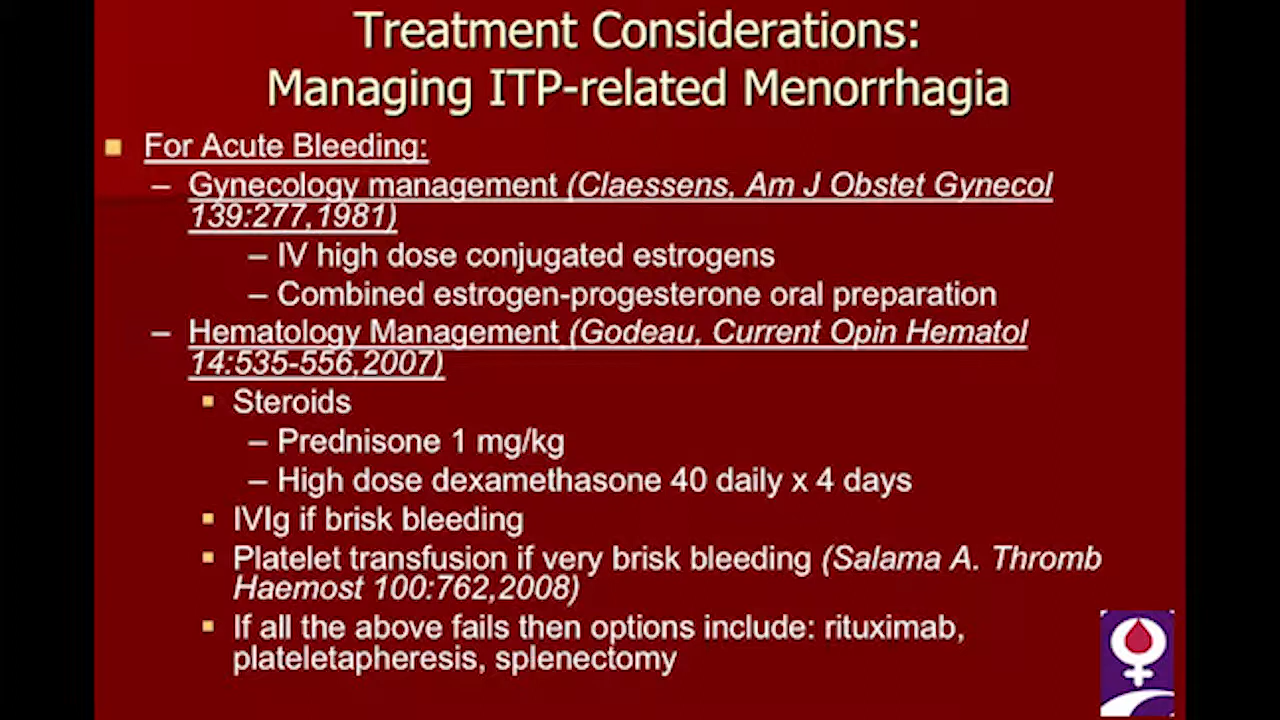 Treatment Considerations:
Managing ITP-related Menorrhagia
For Acute Bleeding:
– Gynecology management (Claessens, Am J Obstet Gynecol
139:277,1981)
– IV high dose conjugated estrogens
– Combined estrogen-progesterone oral preparation
– Hematology Management (Godeau, Current Opin Hematol
14:535-556,2007)
Steroids
– Prednisone 1 mg/kg
– High dose dexamethasone 40 daily x 4 days
IVIg if brisk bleeding
Platelet transfusion if very brisk bleeding (Salama A. Thromb
Haemost 100:762,2008)
If all the above fails then options include: rituximab,
plateletapheresis, splenectomy